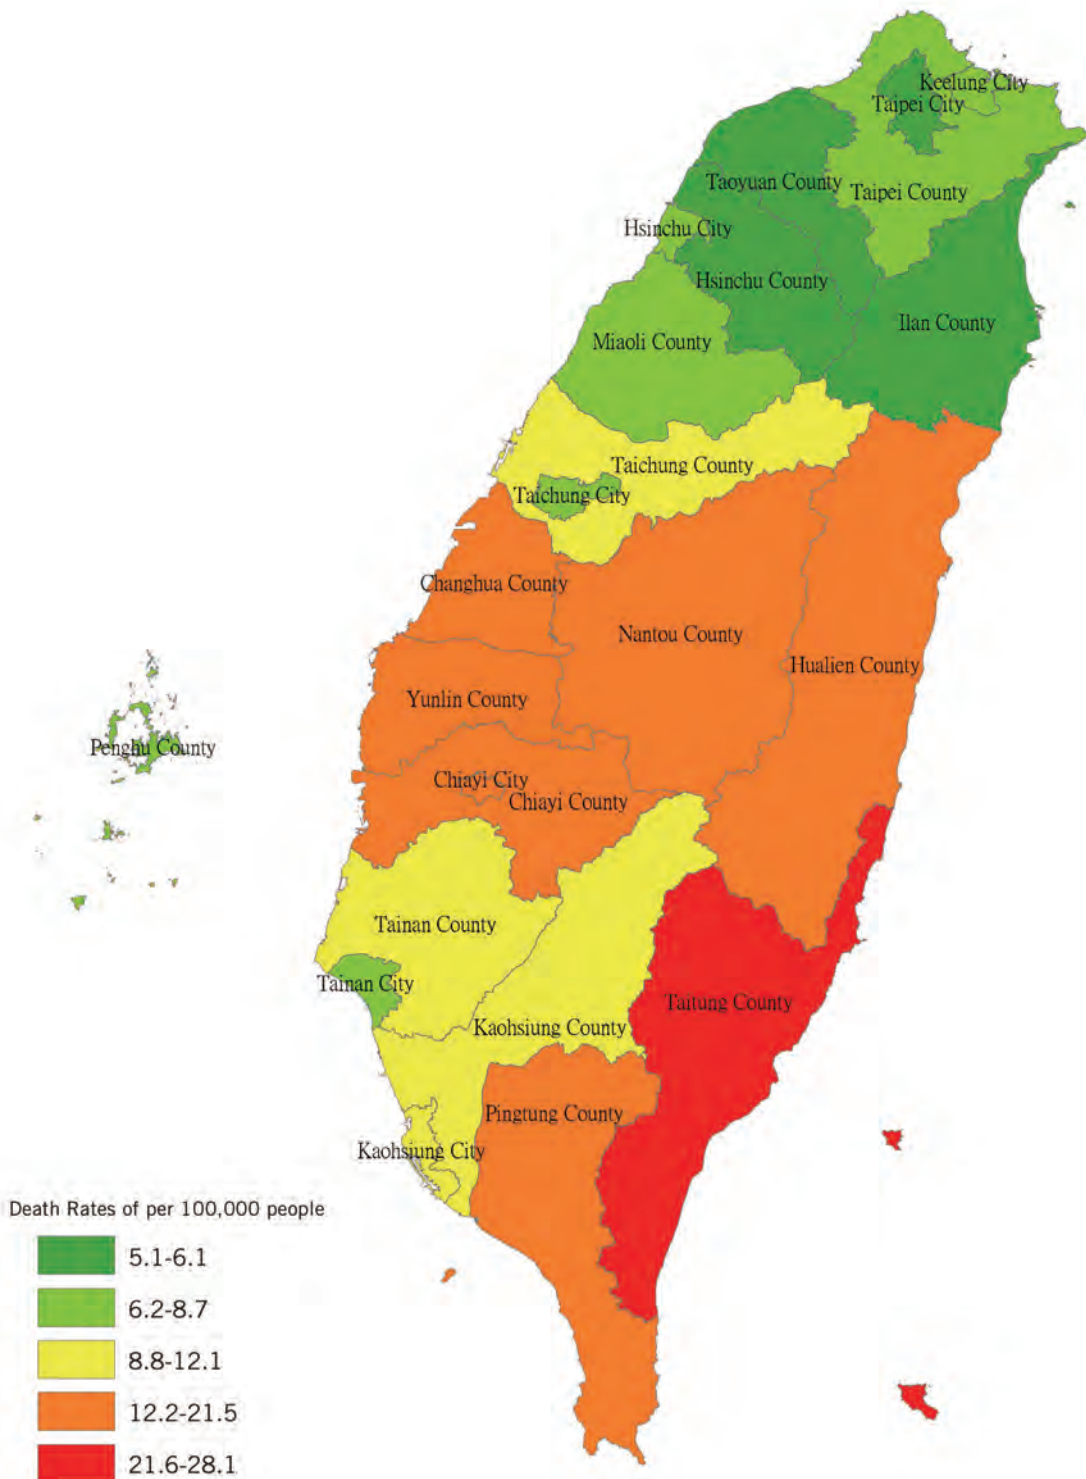 Keelung City
Taipei City
Taoyuan County
Taipei County
Hsinchu City
Hsinchu County
Ilan County
Miaoli County
Taichung County
Taichung City
Changhua County
Nantou County
Hualien County
Yunlin County
Penghu County
Chiayi City
Chiayi County
Tainan County
Tainan City
Taitung County
Kaohsiung County
Pingtung County
Kaohsiung City
Death Rates of per 100,000 people
5.1-6.1
6.2-8.7
8.8-12.1
12.2-21.5
21.6-28.1